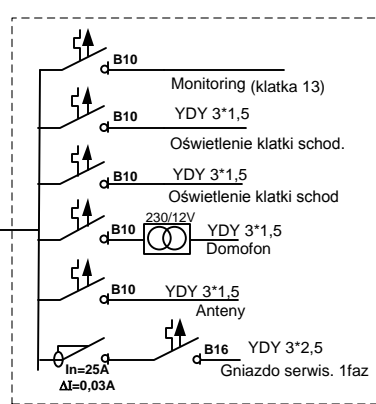 B10
Monitoring (klatka 13)
B10 YDY 3*1,5
Oświetlenie klatki schod.
B10 YDY 3*1,5
Oświetlenie klatki schod
B10 230/12V YDY 3*1,5
Domofon
B10 YDY 3*1,5
Anteny
In=25A B16 YDY 3*2,5
ΔI=0,03A Gniazdo serwis. 1faz